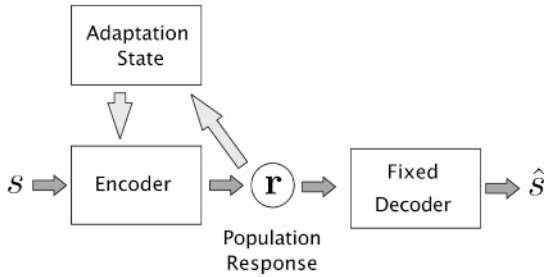 Adaptation
State
s
Encoder
r
Fixed
Decoder
ŝ
Population
Response